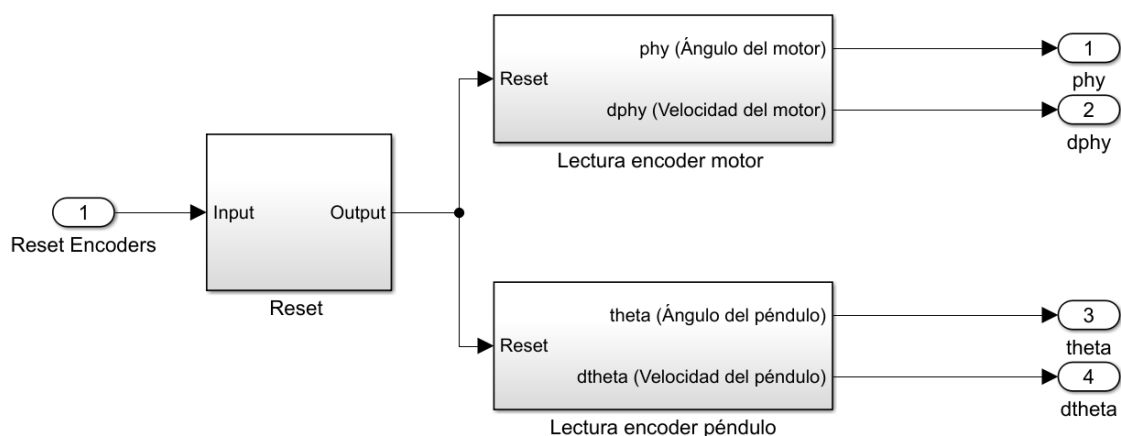 phy (Ángulo del motor)
1
Reset
phy
dphy (Velocidad del motor)
2
dphy
Lectura encoder motor
1
Input
Output
Reset Encoders
Reset
theta (Ángulo del péndulo)
3
Reset
theta
dtheta (Velocidad del péndulo)
4
dtheta
Lectura encoder péndulo